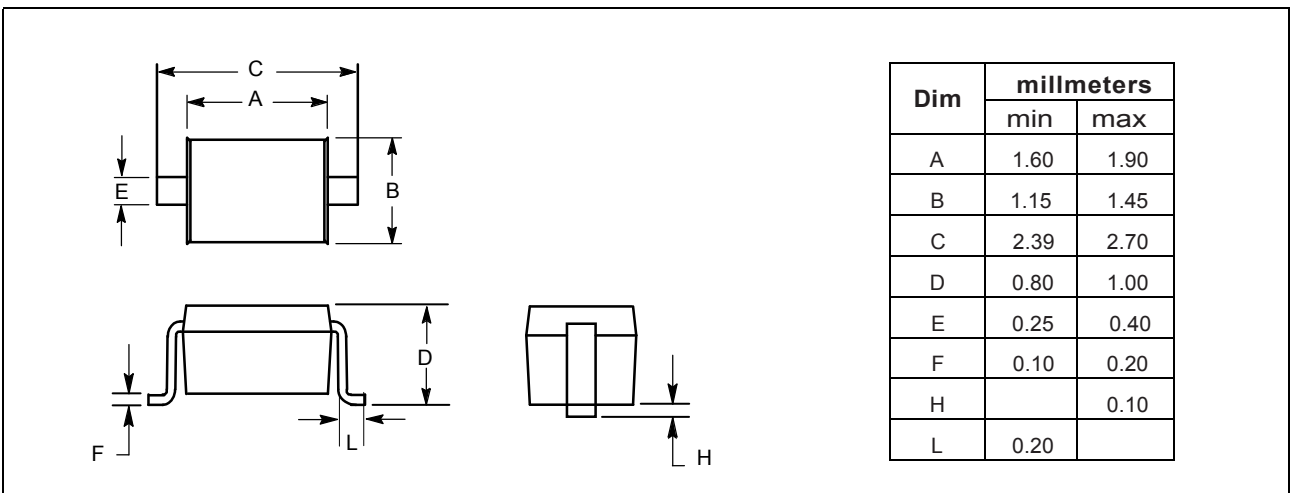 C
A
E
B
D
F
L
H
Dim millmeters
min max
A 1.60 1.90
B 1.15 1.45
C 2.39 2.70
D 0.80 1.00
E 0.25 0.40
F 0.10 0.20
H 0.10
L 0.20